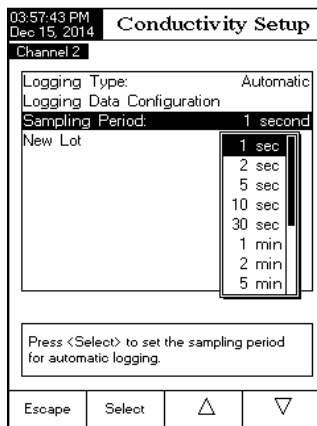 03:57:43 PM
Dec 15, 2014
Conductivity Setup
Channel 2
Logging Type: Automatic
Logging Data Configuration
Sampling Period: 1 second
New Lot
1 sec
2 sec
5 sec
10 sec
30 sec
1 min
2 min
5 min
Press <Select> to set the sampling period
for automatic logging.
Escape Select △ ▽